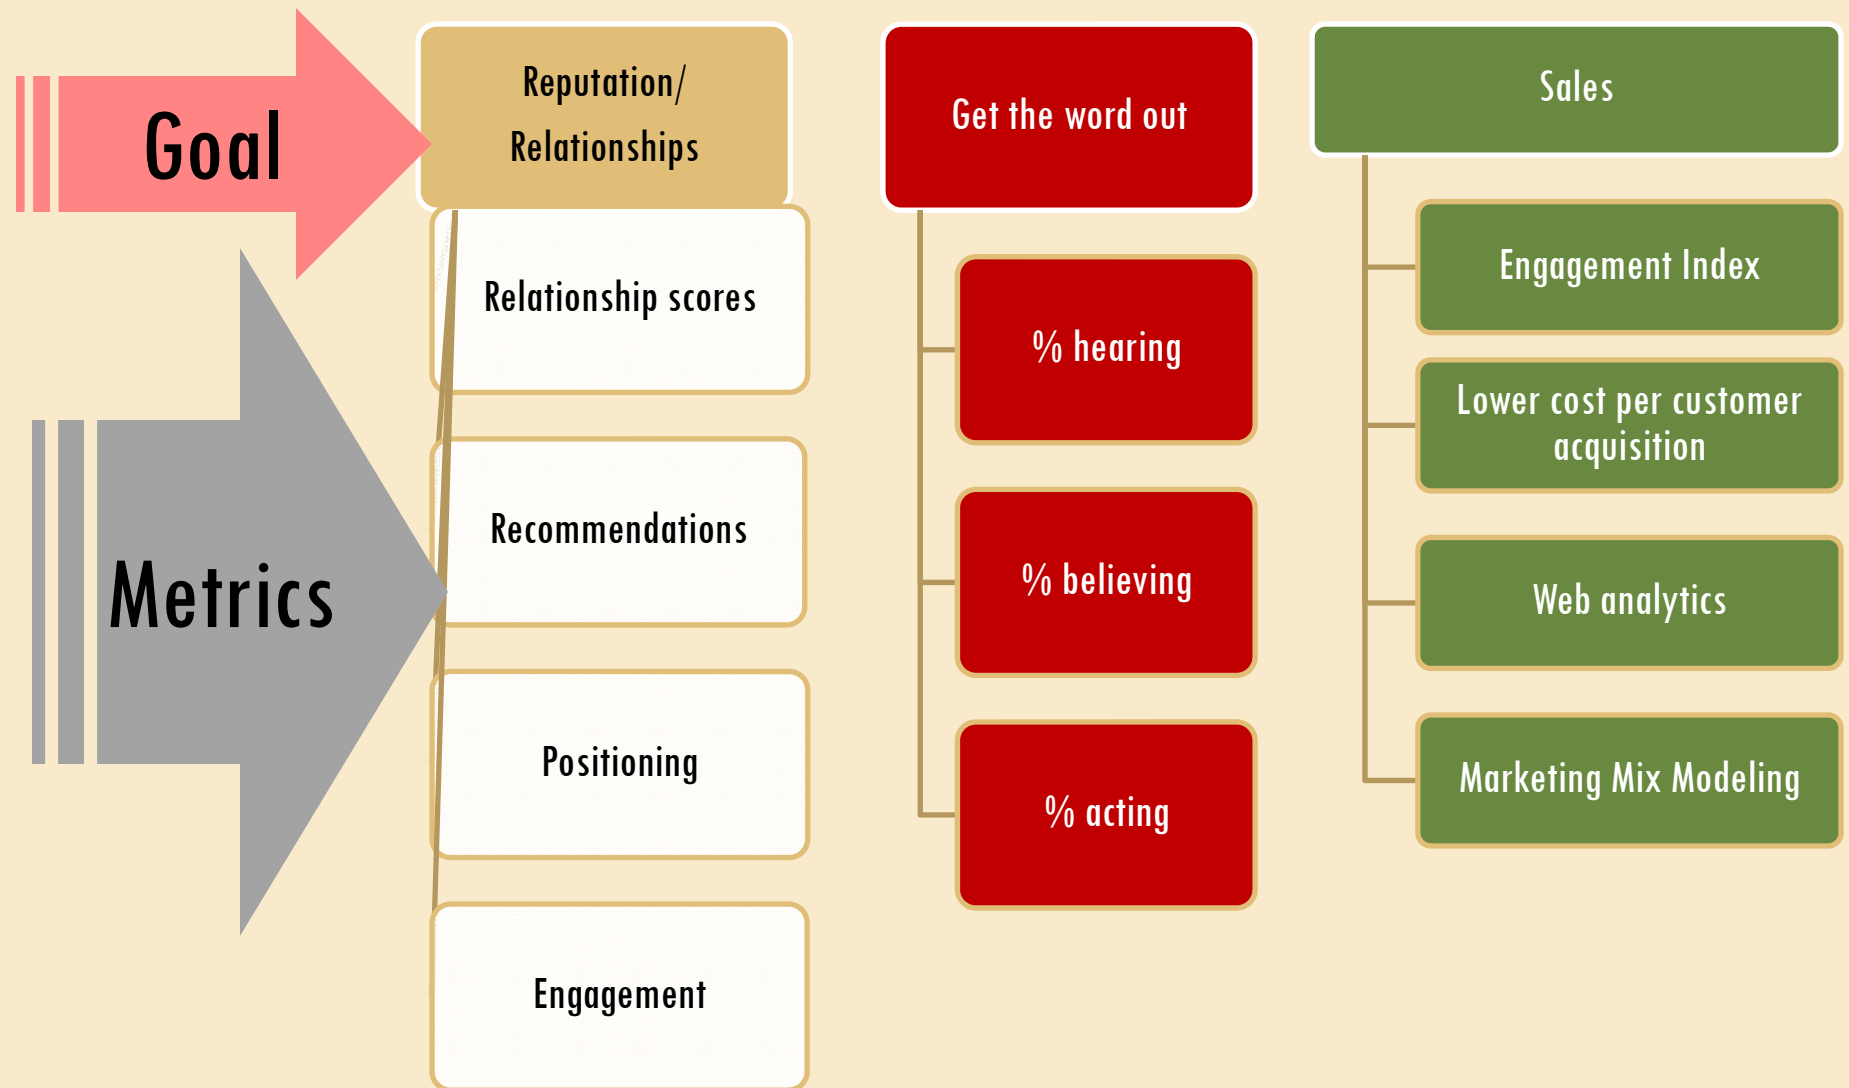 Goal
Reputation/
Relationships
Get the word out
Sales
Metrics
Relationship scores
Recommendations
Positioning
Engagement
% hearing
% believing
% acting
Engagement Index
Lower cost per customer
acquisition
Web analytics
Marketing Mix Modeling